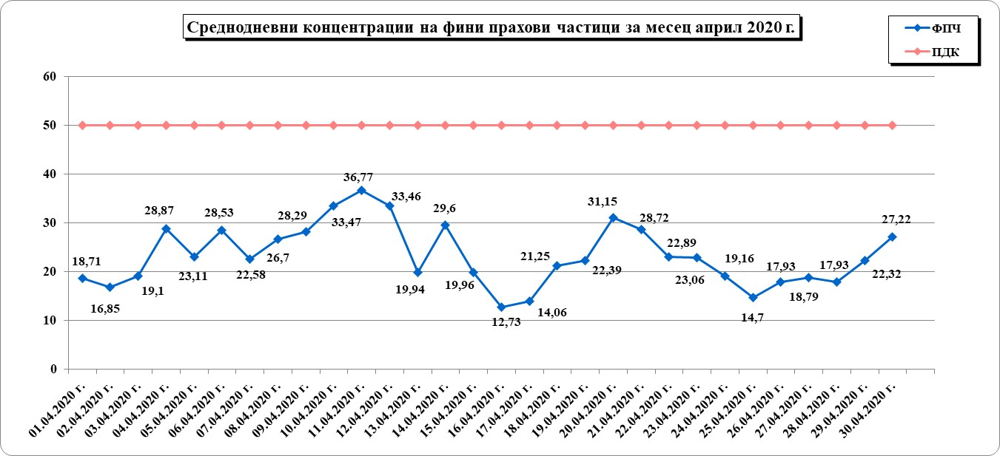 Среднодневни концентрации на фини прахови частици за месец април 2020 г.
ФПЧ
ПДК
60
50
40
30
20
10
0
18,71
16,85
19,1
28,87
23,11
28,53
22,58
26,7
28,29
33,47
36,77
33,46
19,94
29,6
19,96
12,73
14,06
21,25
22,39
31,15
28,72
23,06
22,89
19,16
14,7
17,93
18,79
17,93
22,32
27,22
01.04.2020 г.
02.04.2020 г.
03.04.2020 г.
04.04.2020 г.
05.04.2020 г.
06.04.2020 г.
07.04.2020 г.
08.04.2020 г.
09.04.2020 г.
10.04.2020 г.
11.04.2020 г.
12.04.2020 г.
13.04.2020 г.
14.04.2020 г.
15.04.2020 г.
16.04.2020 г.
17.04.2020 г.
18.04.2020 г.
19.04.2020 г.
20.04.2020 г.
21.04.2020 г.
22.04.2020 г.
23.04.2020 г.
24.04.2020 г.
25.04.2020 г.
26.04.2020 г.
27.04.2020 г.
28.04.2020 г.
29.04.2020 г.
30.04.2020 г.